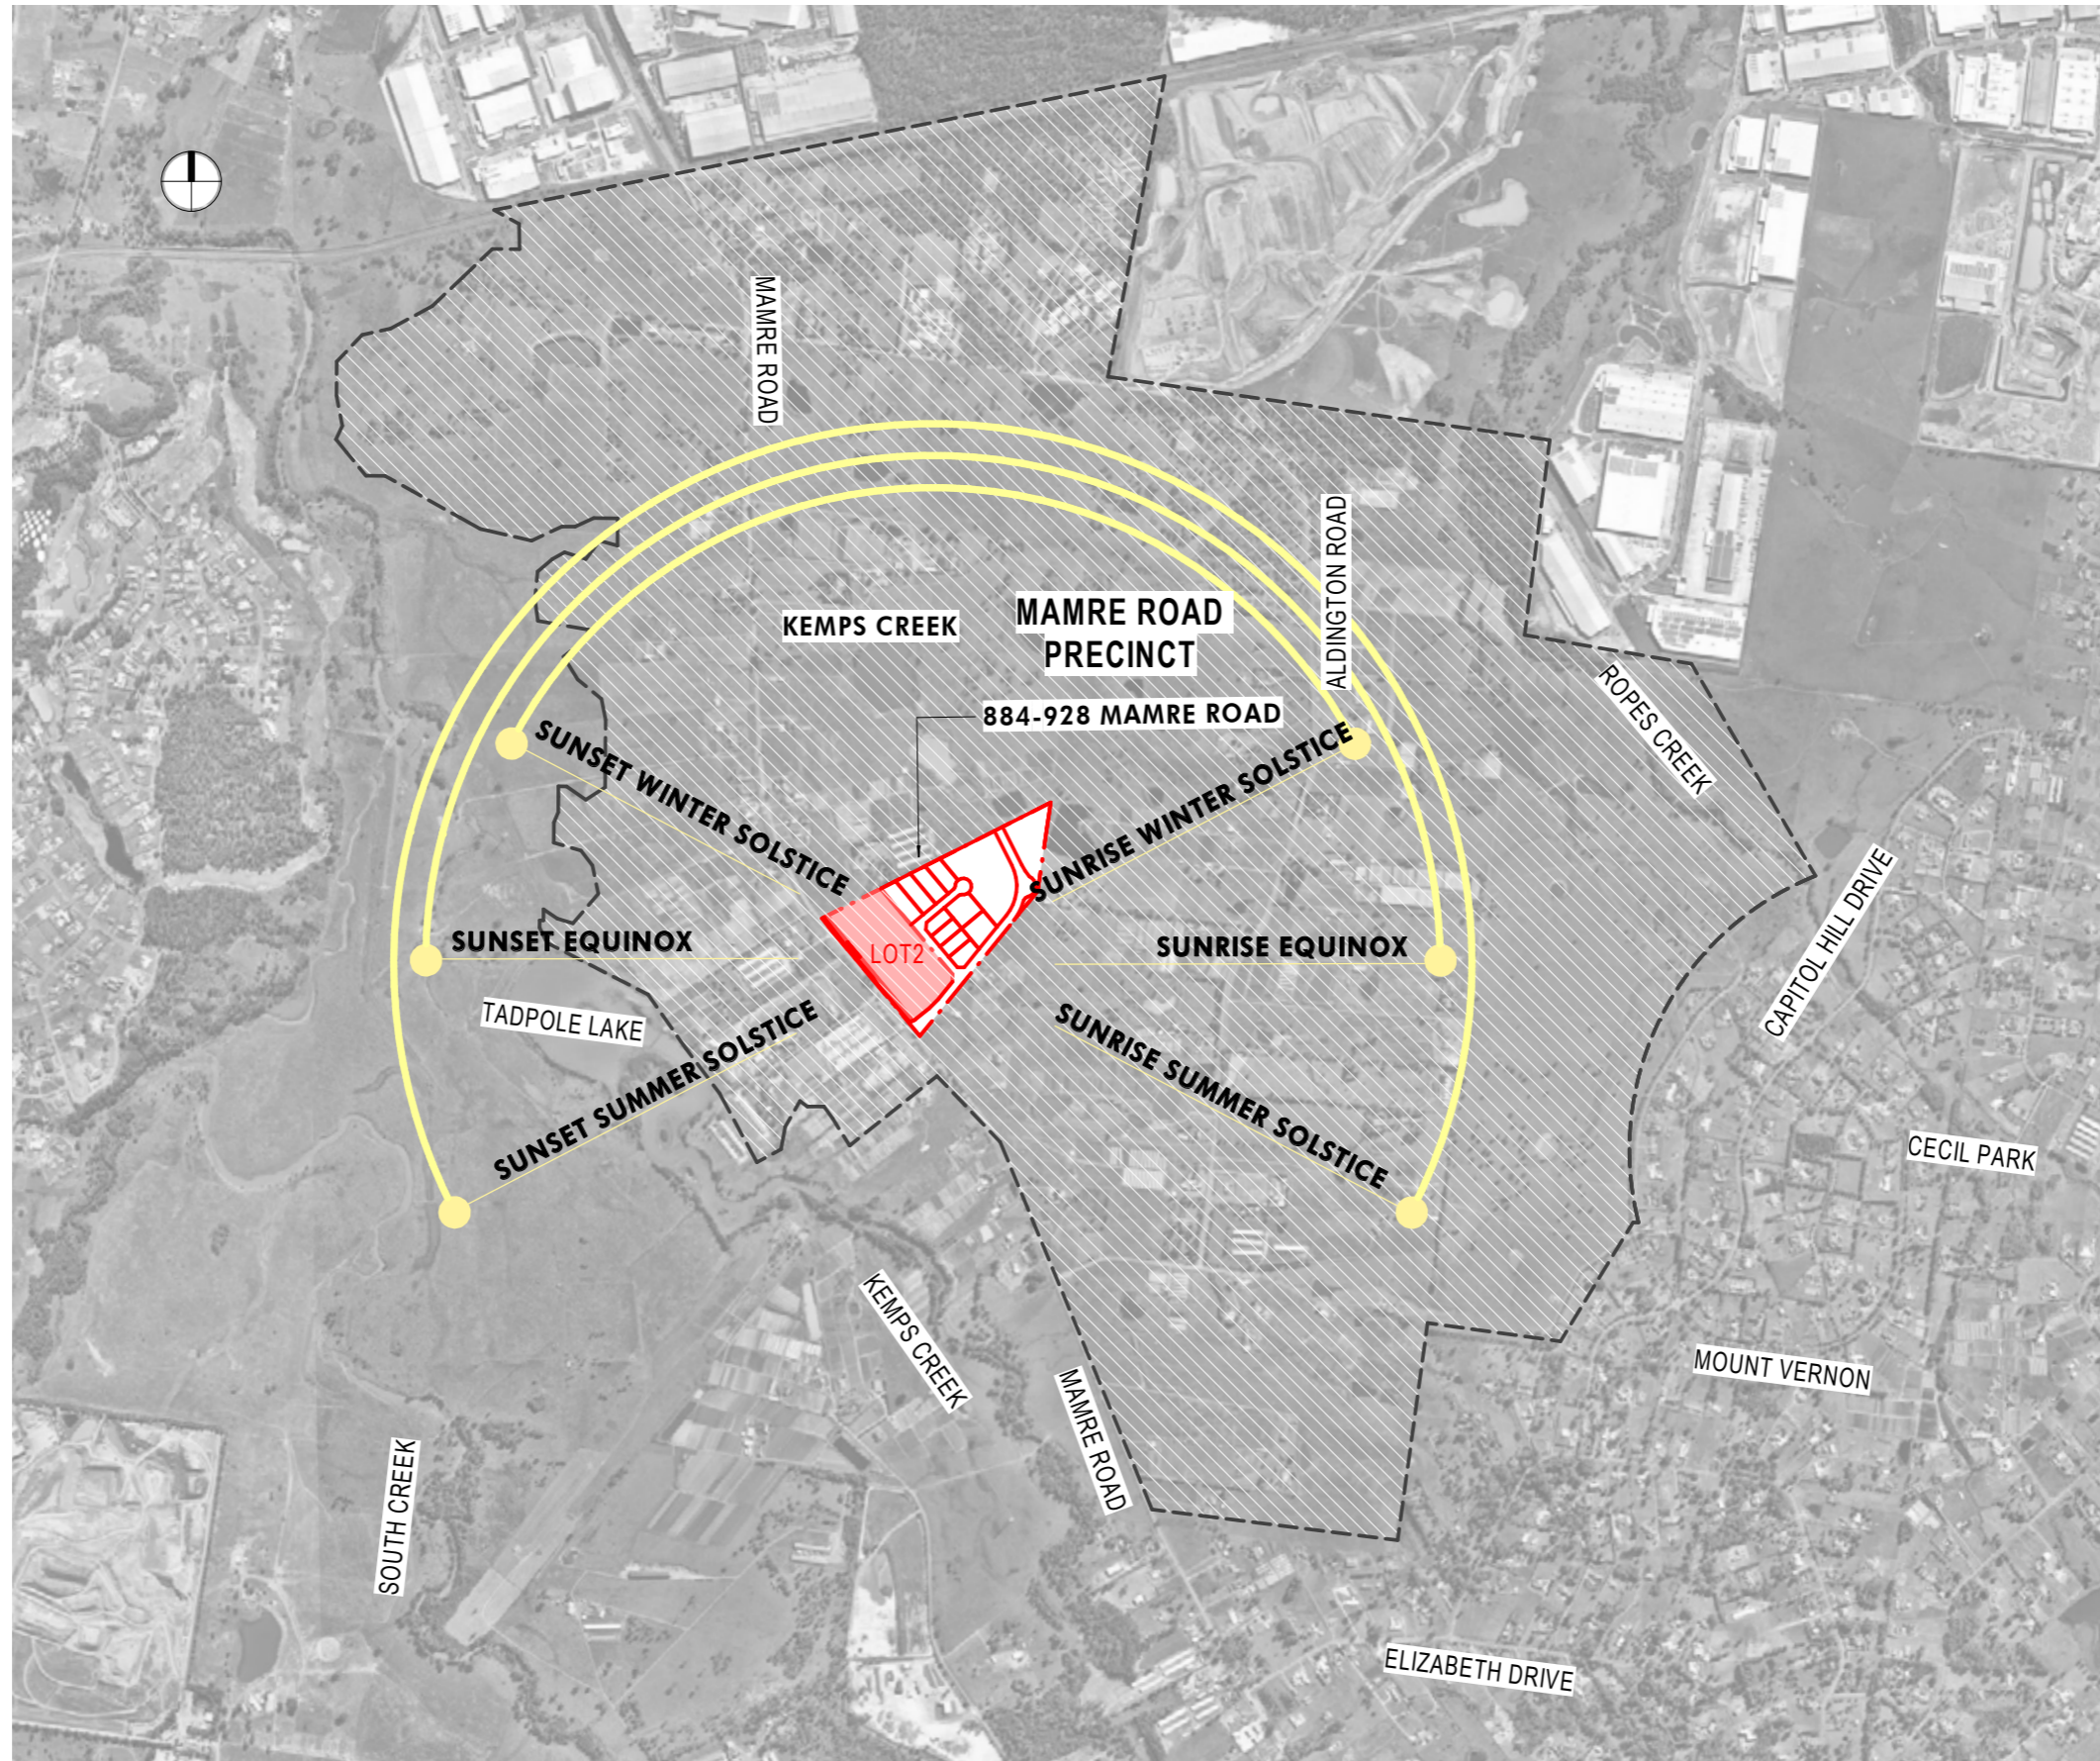 MAMRE ROAD
ALDINGTON ROAD
KEMPS CREEK
MAMRE ROAD
PRECINCT
ROPES CREEK
884-928 MAMRE ROAD
SUNSET WINTER SOLSTICE
SUNRISE WINTER SOLSTICE
CAPITOL HILL DRIVE
SUNSET EQUINOX
LOT2
SUNRISE EQUINOX
TADPOLE LAKE
SUNSET SUMMER SOLSTICE
SUNRISE SUMMER SOLSTICE
CECIL PARK
KEMPS CREEK
MOUNT VERNON
MAMRE ROAD
SOUTH CREEK
ELIZABETH DRIVE